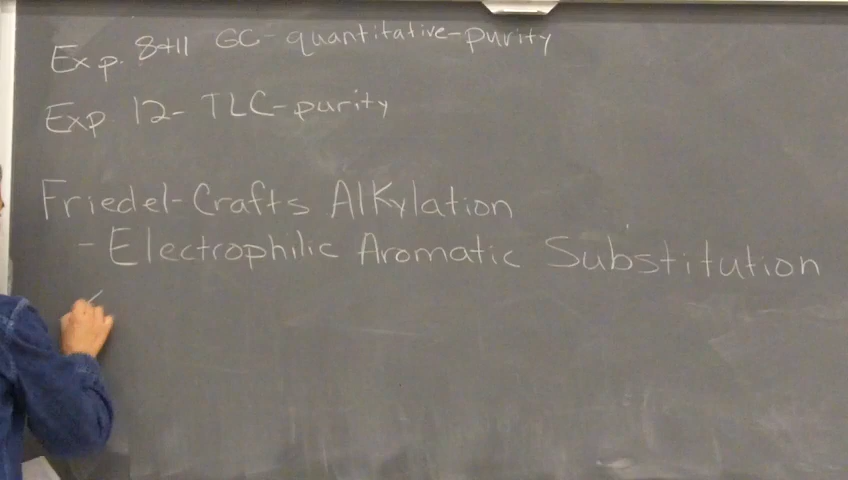 Exp. 8+11 GC-quantitative-purity
Exp 12- TLC-purity
Friedel-Crafts Alkylation
- Electrophilic Aromatic Substitution